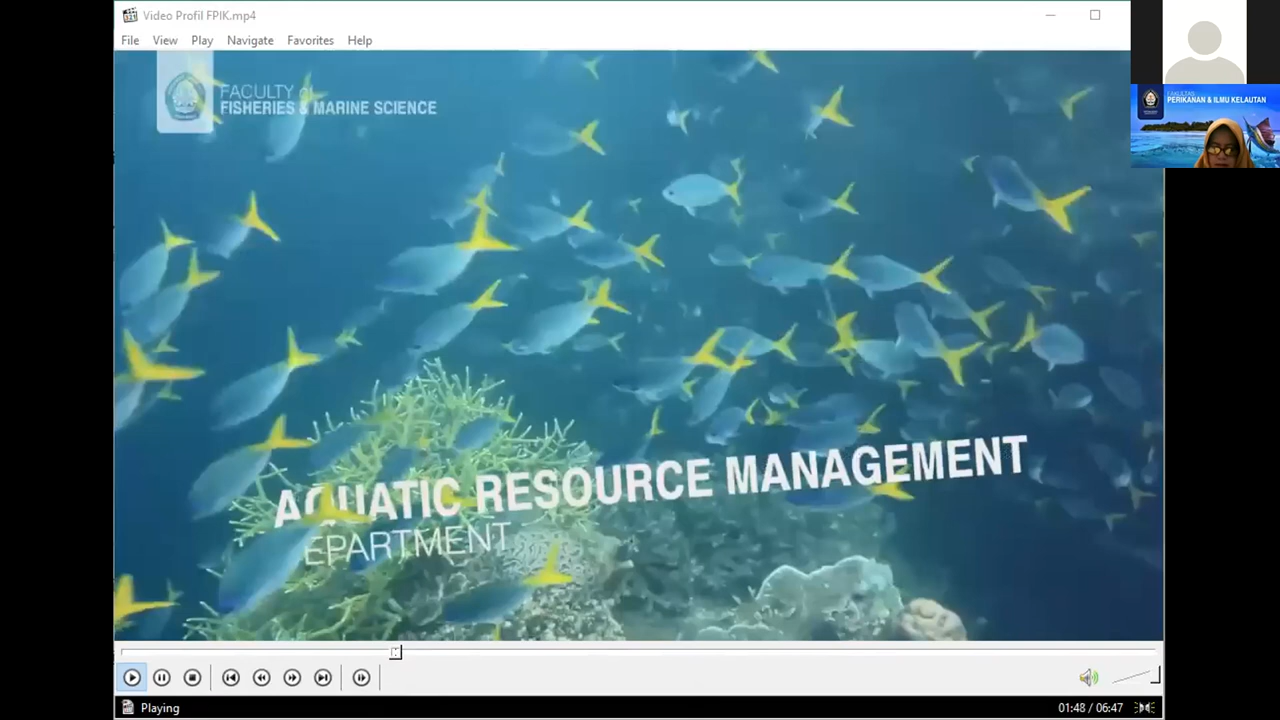 Video Profil FPIK.mp4
File View Play Navigate Favorites Help
FACULTY of
FISHERIES & MARINE SCIENCE
FAKULTAS
PERIKANAN & ILMU KELAUTAN
AQUATIC RESOURCE MANAGEMENT
EPARTMENT
Playing
01:48 / 06:47